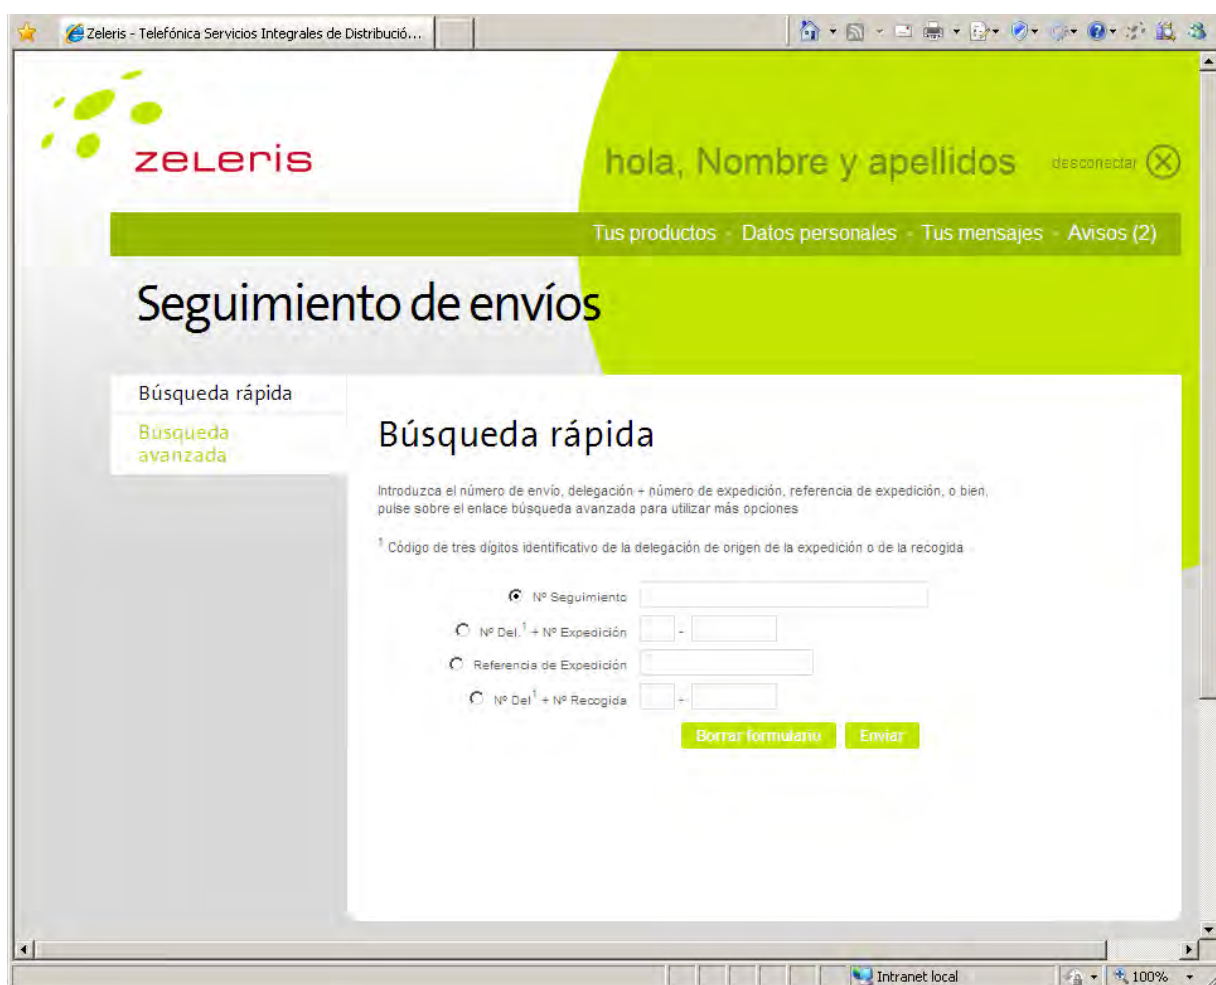 Zeleris - Telefónica Servicios Integrales de Distribució...
zeleris
hola, Nombre y apellidos
desconectar
Tus productos - Datos personales - Tus mensajes - Avisos (2)
Seguimiento de envíos
Búsqueda rápida
Búsqueda
avanzada
Búsqueda rápida
Introduzca el número de envío, delegación + número de expedición, referencia de expedición, o bien,
pulse sobre el enlace búsqueda avanzada para utilizar más opciones
¹ Código de tres dígitos identificativo de la delegación de origen de la expedición o de la recogida
Nº Seguimiento
Nº Del.¹ + Nº Expedición -
Referencia de Expedición
Nº Del¹ + Nº Recogida -
Borrar formulario Enviar
Intranet local 100%